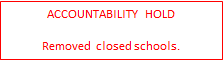 ACCOUNTABILITY HOLD
Removed closed schools.